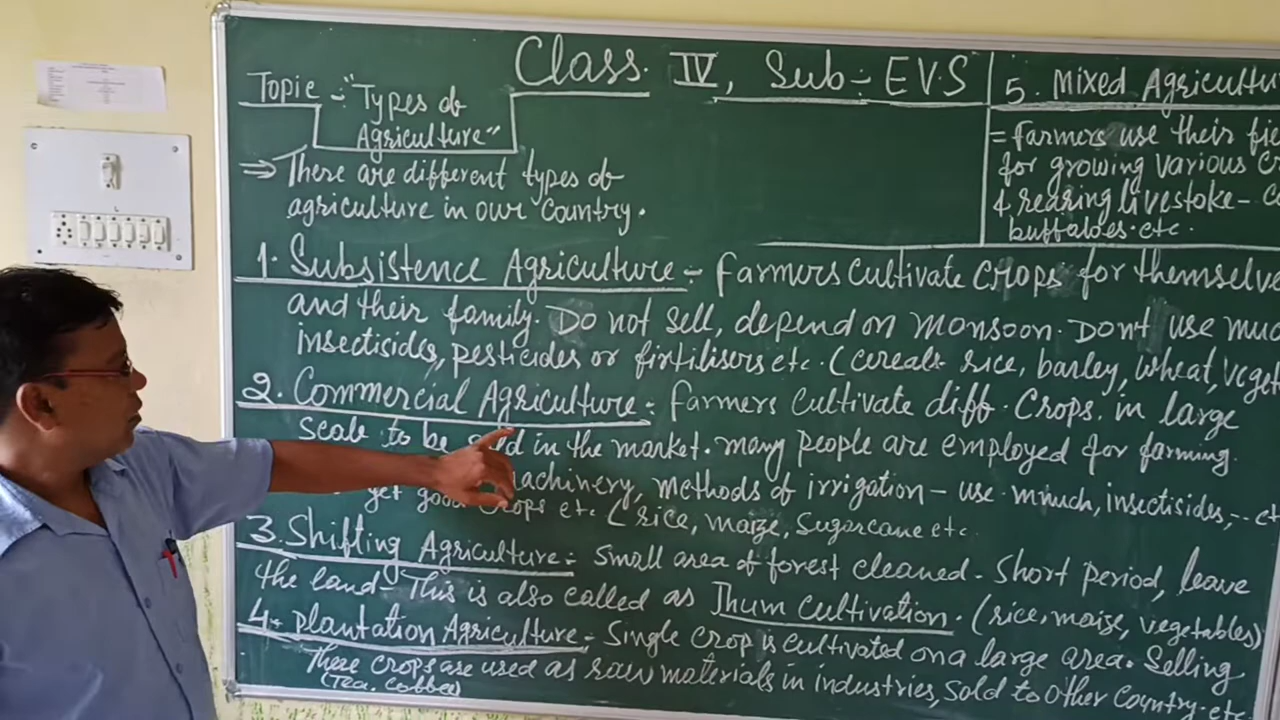 Class. IV, Sub:- E.V.S
Topic - "Types of
Agriculture"
⇒ There are different types of
agriculture in our Country.
1. Subsistence Agriculture:- Farmers Cultivate Crops for themselve
and their family. Do not sell, depend on Monsoon. Don't use muc
insecticides, pesticides or firtilisers etc. (Cereals rice, barley, wheat, veget
2. Commercial Agriculture:- Farmers Cultivate diff. Crops. in large
Scale to be in the market. many people are employed for farming.
achinery, methods of irrigation - use much, insecticides, -- et
get good Crops etc (rice, maize, Sugarcane etc.
3. Shifting Agriculture:- Small area of forest cleaned - Short period, leave
the land - This is also called as Jhum Cultivation. (rice, maize, vegetables)
4. Plantation Agriculture - Single crop is cultivated on a large area. Selling
These crops are used as raw materials in industries, Sold to other Country. etc.
(Tea. Coffee)
5. Mixed Agricultu
= Farmers use their fie
for growing various C
& rearing livestoke - C
buffaloes. etc.